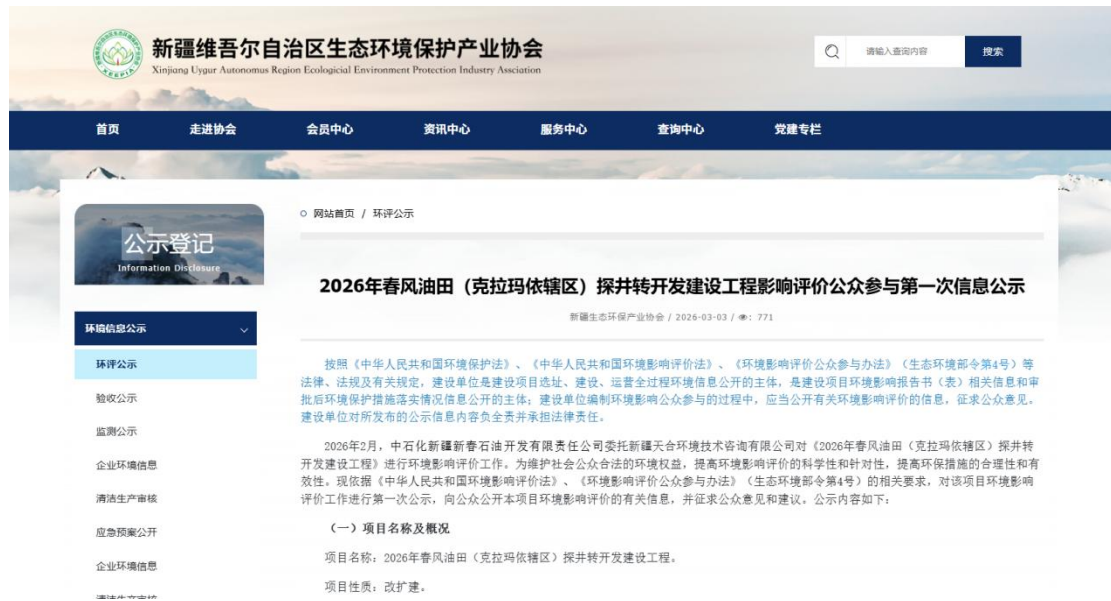 新疆维吾尔自治区生态环境保护产业协会
Xinjiang Uygur Autonomus Region Ecologicial Environment Protection Industry Assciation
XEEPIA
请输入查询内容
搜索
首页 走进协会 会员中心 资讯中心 服务中心 查询中心 党建专栏
公示登记
Information Disclosure
网站首页 / 环评公示
2026年春风油田（克拉玛依辖区）探井转开发建设工程影响评价公众参与第一次信息公示
新疆生态环保产业协会 / 2026-03-03 / : 771
环境信息公示
环评公示
验收公示
监测公示
企业环境信息
清洁生产审核
应急预案公开
企业环境信息
清洁生产审核
按照《中华人民共和国环境保护法》、《中华人民共和国环境影响评价法》、《环境影响评价公众参与办法》（生态环境部令第4号）等
法律、法规及有关规定，建设单位是建设项目选址、建设、运营全过程环境信息公开的主体，是建设项目环境影响报告书（表）相关信息和审
批后环境保护措施落实情况信息公开的主体；建设单位编制环境影响公众参与的过程中，应当公开有关环境影响评价的信息，征求公众意见。
建设单位对所发布的公示信息内容负全责并承担法律责任。
2026年2月，中石化新疆新春石油开发有限责任公司委托新疆天合环境技术咨询有限公司对《2026年春风油田（克拉玛依辖区）探井转
开发建设工程》进行环境影响评价工作。为维护社会公众合法的环境权益，提高环境影响评价的科学性和针对性，提高环保措施的合理性和有
效性。现依据《中华人民共和国环境影响评价法》、《环境影响评价公众参与办法》（生态环境部令第4号）的相关要求，对该项目环境影响
评价工作进行第一次公示，向公众公开本项目环境影响评价的有关信息，并征求公众意见和建议。公示内容如下：
（一）项目名称及概况
项目名称：2026年春风油田（克拉玛依辖区）探井转开发建设工程。
项目性质：改扩建。